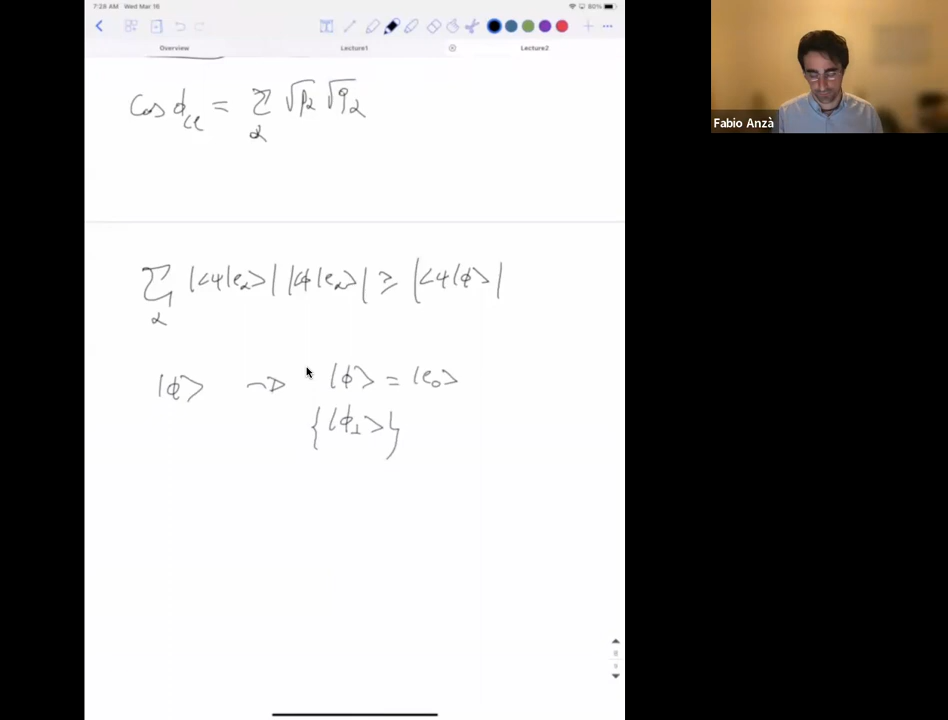 7:28 AM Wed Mar 16
80%
Overview Lecture1 Lecture2
Fabio Anzà
cos d_cl = Σ_α √p_α √q_α
Σ_α |<ψ|e_α>| |<ϕ|e_α>| ≥ |<ψ|ϕ>|
|ϕ> → |ϕ> = |e_0>
{|ϕ_⊥>}